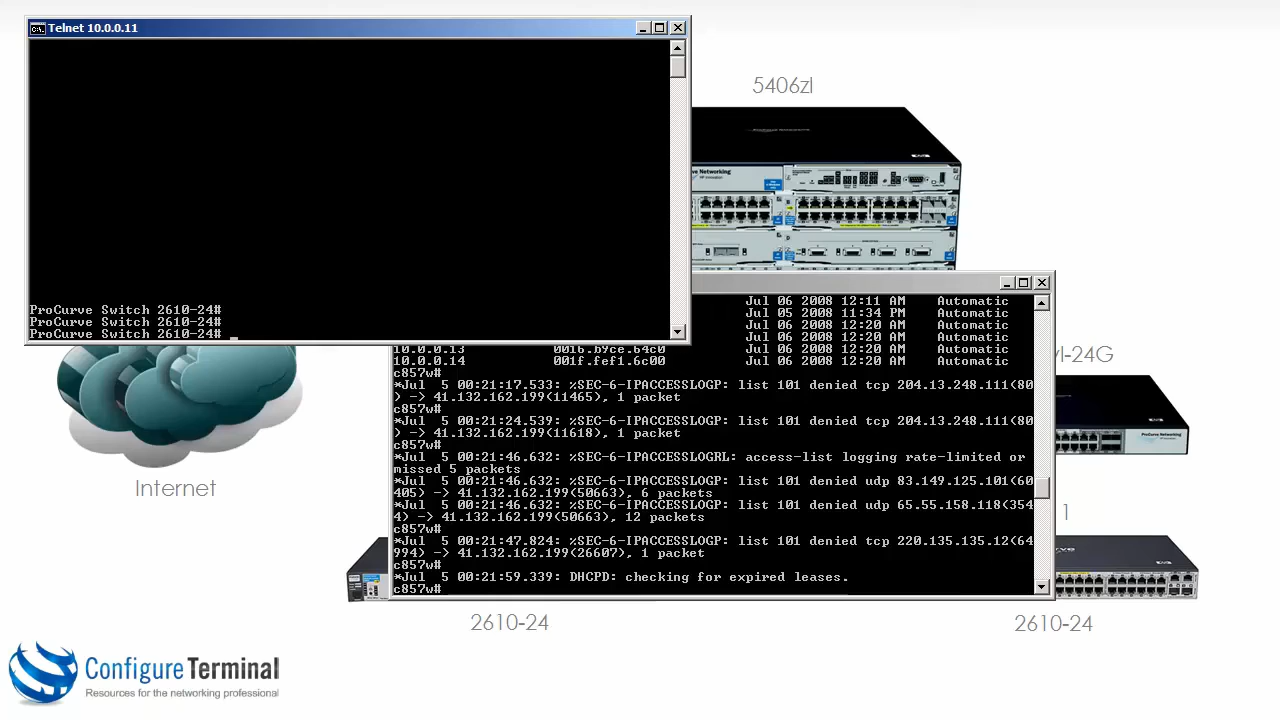 Telnet 10.0.0.11
5406zl
ProCurve Switch 2610-24#
ProCurve Switch 2610-24#
ProCurve Switch 2610-24#
Jul 06 2008 12:11 AM Automatic
Jul 05 2008 11:34 PM Automatic
Jul 06 2008 12:20 AM Automatic
Jul 06 2008 12:20 AM Automatic
10.0.0.13 0016.b9ce.64c0 Jul 06 2008 12:20 AM Automatic
10.0.0.14 001f.fef1.6c00 Jul 06 2008 12:20 AM Automatic
c857w#
*Jul 5 00:21:17.533: %SEC-6-IPACCESSLOGP: list 101 denied tcp 204.13.248.111(80
) -> 41.132.162.199(11465), 1 packet
c857w#
*Jul 5 00:21:24.539: %SEC-6-IPACCESSLOGP: list 101 denied tcp 204.13.248.111(80
) -> 41.132.162.199(11618), 1 packet
c857w#
*Jul 5 00:21:46.632: %SEC-6-IPACCESSLOGRL: access-list logging rate-limited or
missed 5 packets
*Jul 5 00:21:46.632: %SEC-6-IPACCESSLOGP: list 101 denied udp 83.149.125.101(60
405) -> 41.132.162.199(50663), 6 packets
*Jul 5 00:21:46.632: %SEC-6-IPACCESSLOGP: list 101 denied udp 65.55.158.118(354
4) -> 41.132.162.199(50663), 12 packets
c857w#
*Jul 5 00:21:47.824: %SEC-6-IPACCESSLOGP: list 101 denied tcp 220.135.135.12(64
994) -> 41.132.162.199(26607), 1 packet
c857w#
*Jul 5 00:21:59.339: DHCPD: checking for expired leases.
c857w#
yl-24G
ProCurve Networking
Internet
1
2610-24
2610-24
Configure Terminal
Resources for the networking professional